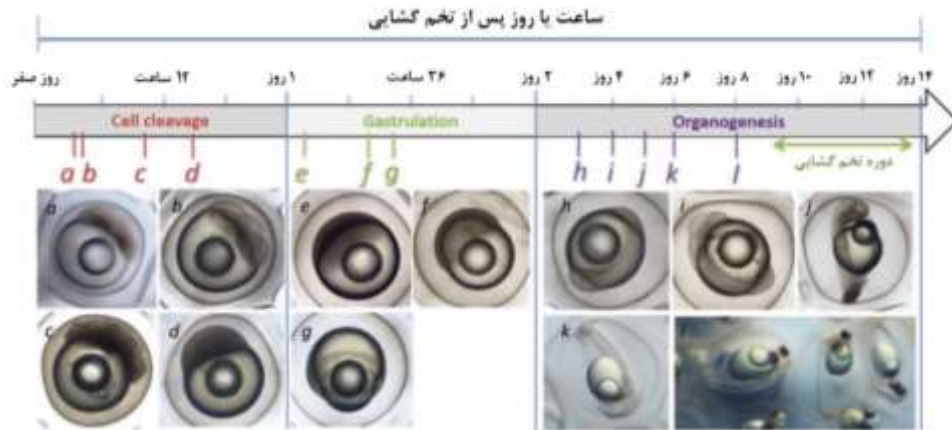 ساعت یا روز پس از تخم گشایی
روز صفر ۱۲ ساعت ۱ روز ۳۶ ساعت ۲ روز ۴ روز ۶ روز ۸ روز ۱۰ روز ۱۲ روز ۱۴ روز
Cell cleavage Gastrulation Organogenesis
a b c d e f g h i j k l دوره تخم گشایی
a b e f h i j
c d g k